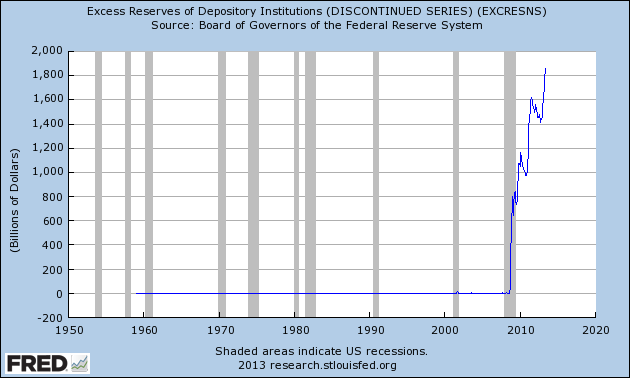 Excess Reserves of Depository Institutions (DISCONTINUED SERIES) (EXCRESNS)
Source: Board of Governors of the Federal Reserve System
(Billions of Dollars)
2,000
1,800
1,600
1,400
1,200
1,000
800
600
400
200
0
-200
1950 1960 1970 1980 1990 2000 2010 2020
Shaded areas indicate US recessions.
2013 research.stlouisfed.org
FRED